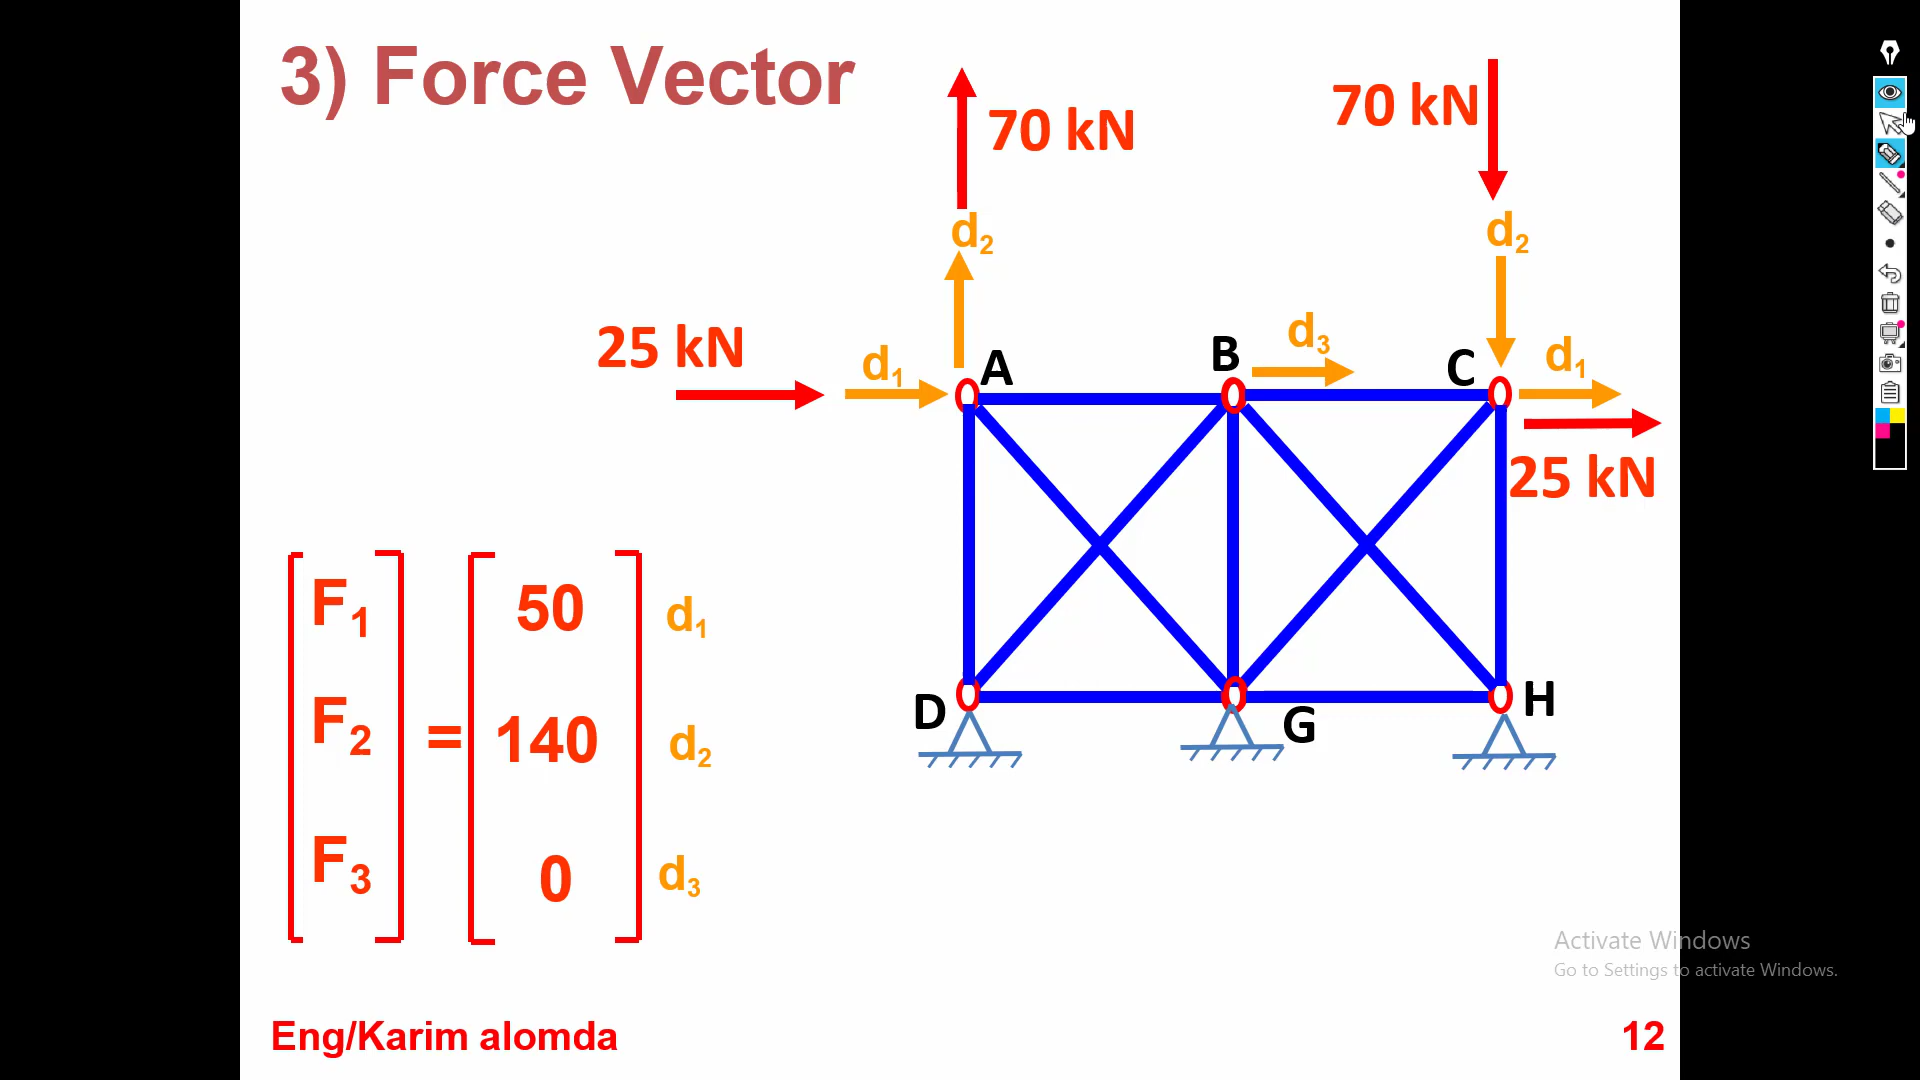 3) Force Vector
70 kN
70 kN
d2
d2
25 kN
d1
A
B
d3
C
d1
25 kN
F1
50
d1
F2
=
140
d2
F3
0
d3
D
G
H
Activate Windows
Go to Settings to activate Windows.
Eng/Karim alomda
12